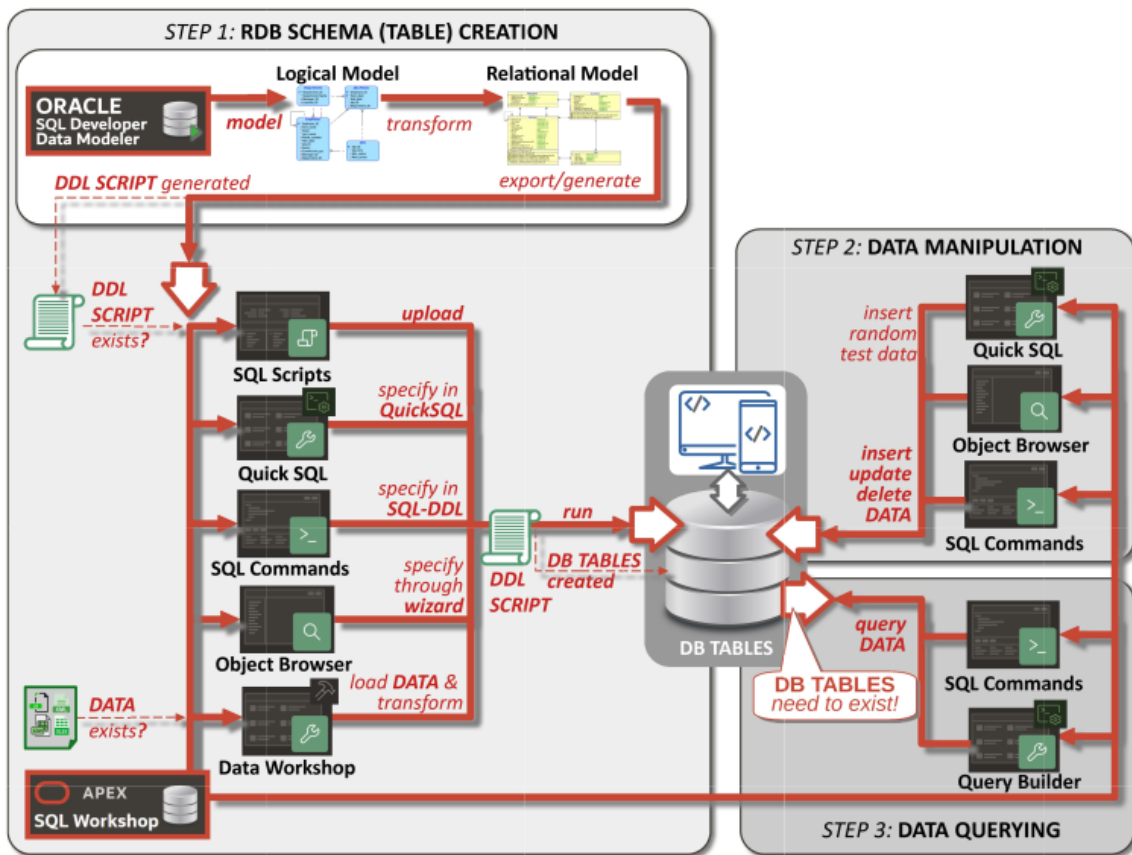 STEP 1: RDB SCHEMA (TABLE) CREATION
Logical Model
Relational Model
ORACLE
SQL Developer
Data Modeler
model
transform
export/generate
DDL SCRIPT generated
DDL
SCRIPT
exists?
SQL Scripts
upload
Quick SQL
specify in
QuickSQL
SQL Commands
specify in
SQL-DDL
Object Browser
specify
through
wizard
DATA
exists?
Data Workshop
load DATA &
transform
APEX
SQL Workshop
DDL
SCRIPT
run
DB TABLES
created
DB TABLES
STEP 2: DATA MANIPULATION
insert
random
test data
Quick SQL
Object Browser
insert
update
delete
DATA
SQL Commands
query
DATA
SQL Commands
DB TABLES
need to exist!
Query Builder
STEP 3: DATA QUERYING